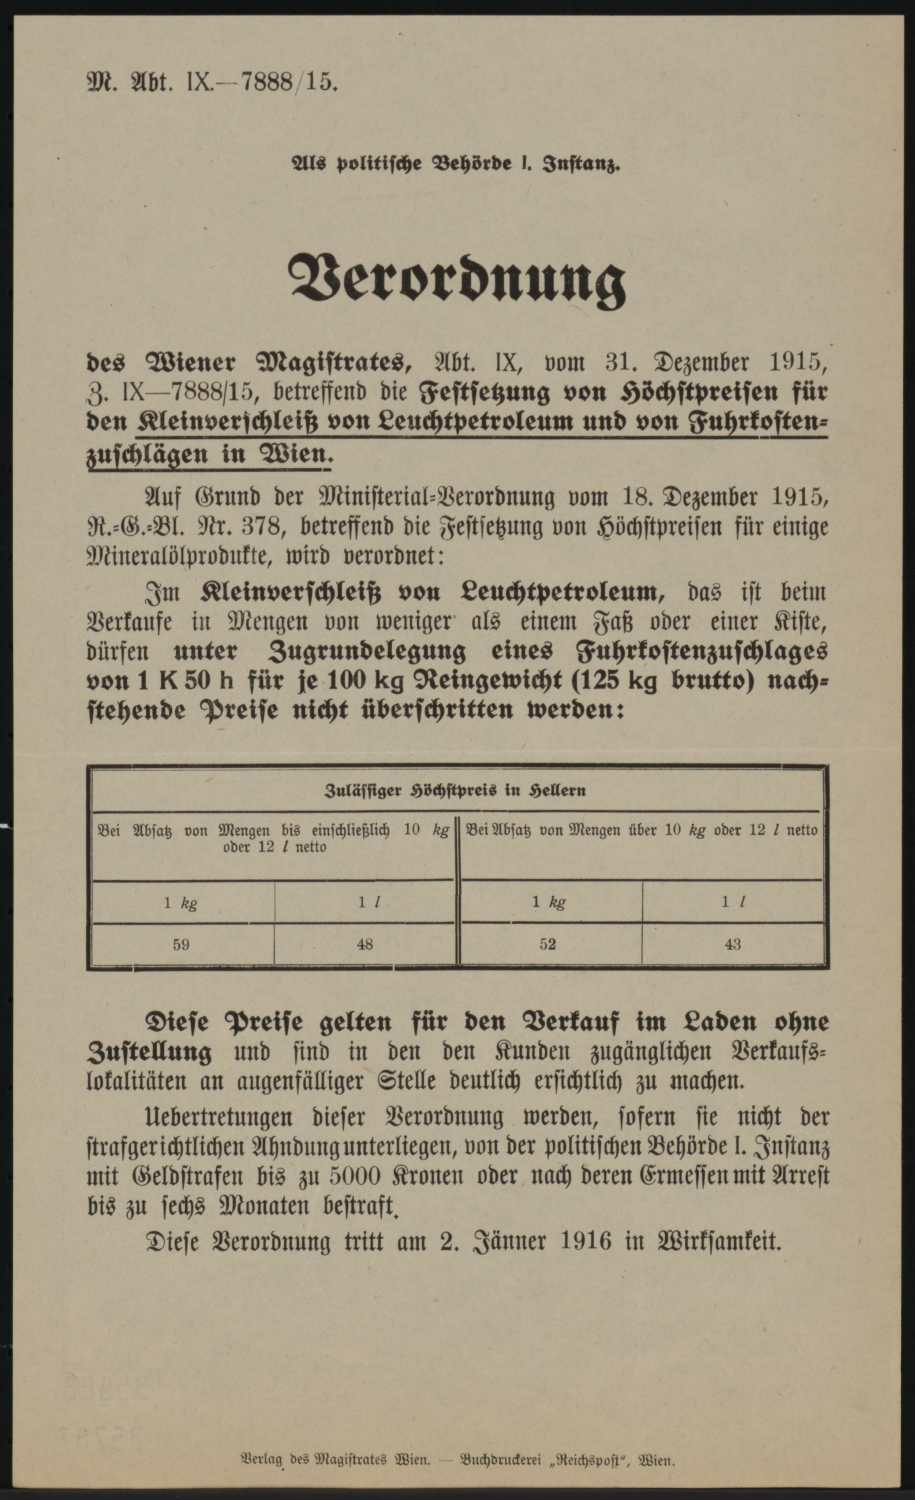 M. Abt. IX.—7888/15.
Als politische Behörde I. Instanz.
Verordnung
des Wiener Magistrates, Abt. IX, vom 31. Dezember 1915,
Z. IX—7888/15, betreffend die Festsetzung von Höchstpreisen für
den Kleinverschleiß von Leuchtpetroleum und von Fuhrkosten-
zuschlägen in Wien.
Auf Grund der Ministerial-Verordnung vom 18. Dezember 1915,
R.-G.-Bl. Nr. 378, betreffend die Festsetzung von Höchstpreisen für einige
Mineralölprodukte, wird verordnet:
Im Kleinverschleiß von Leuchtpetroleum, das ist beim
Verkaufe in Mengen von weniger als einem Faß oder einer Kiste,
dürfen unter Zugrundelegung eines Fuhrkostenzuschlages
von 1 K 50 h für je 100 kg Reingewicht (125 kg brutto) nach-
stehende Preise nicht überschritten werden:
Zulässiger Höchstpreis in Hellern
Bei Absatz von Mengen bis einschließlich 10 kg
oder 12 l netto
Bei Absatz von Mengen über 10 kg oder 12 l netto
1 kg 1 l 1 kg 1 l
59 48 52 43
Diese Preise gelten für den Verkauf im Laden ohne
Zustellung und sind in den den Kunden zugänglichen Verkaufs-
lokalitäten an augenfälliger Stelle deutlich ersichtlich zu machen.
Uebertretungen dieser Verordnung werden, sofern sie nicht der
strafgerichtlichen Ahndung unterliegen, von der politischen Behörde I. Instanz
mit Geldstrafen bis zu 5000 Kronen oder nach deren Ermessen mit Arrest
bis zu sechs Monaten bestraft.
Diese Verordnung tritt am 2. Jänner 1916 in Wirksamkeit.
Verlag des Magistrates Wien. — Buchdruckerei „Reichspost“, Wien.